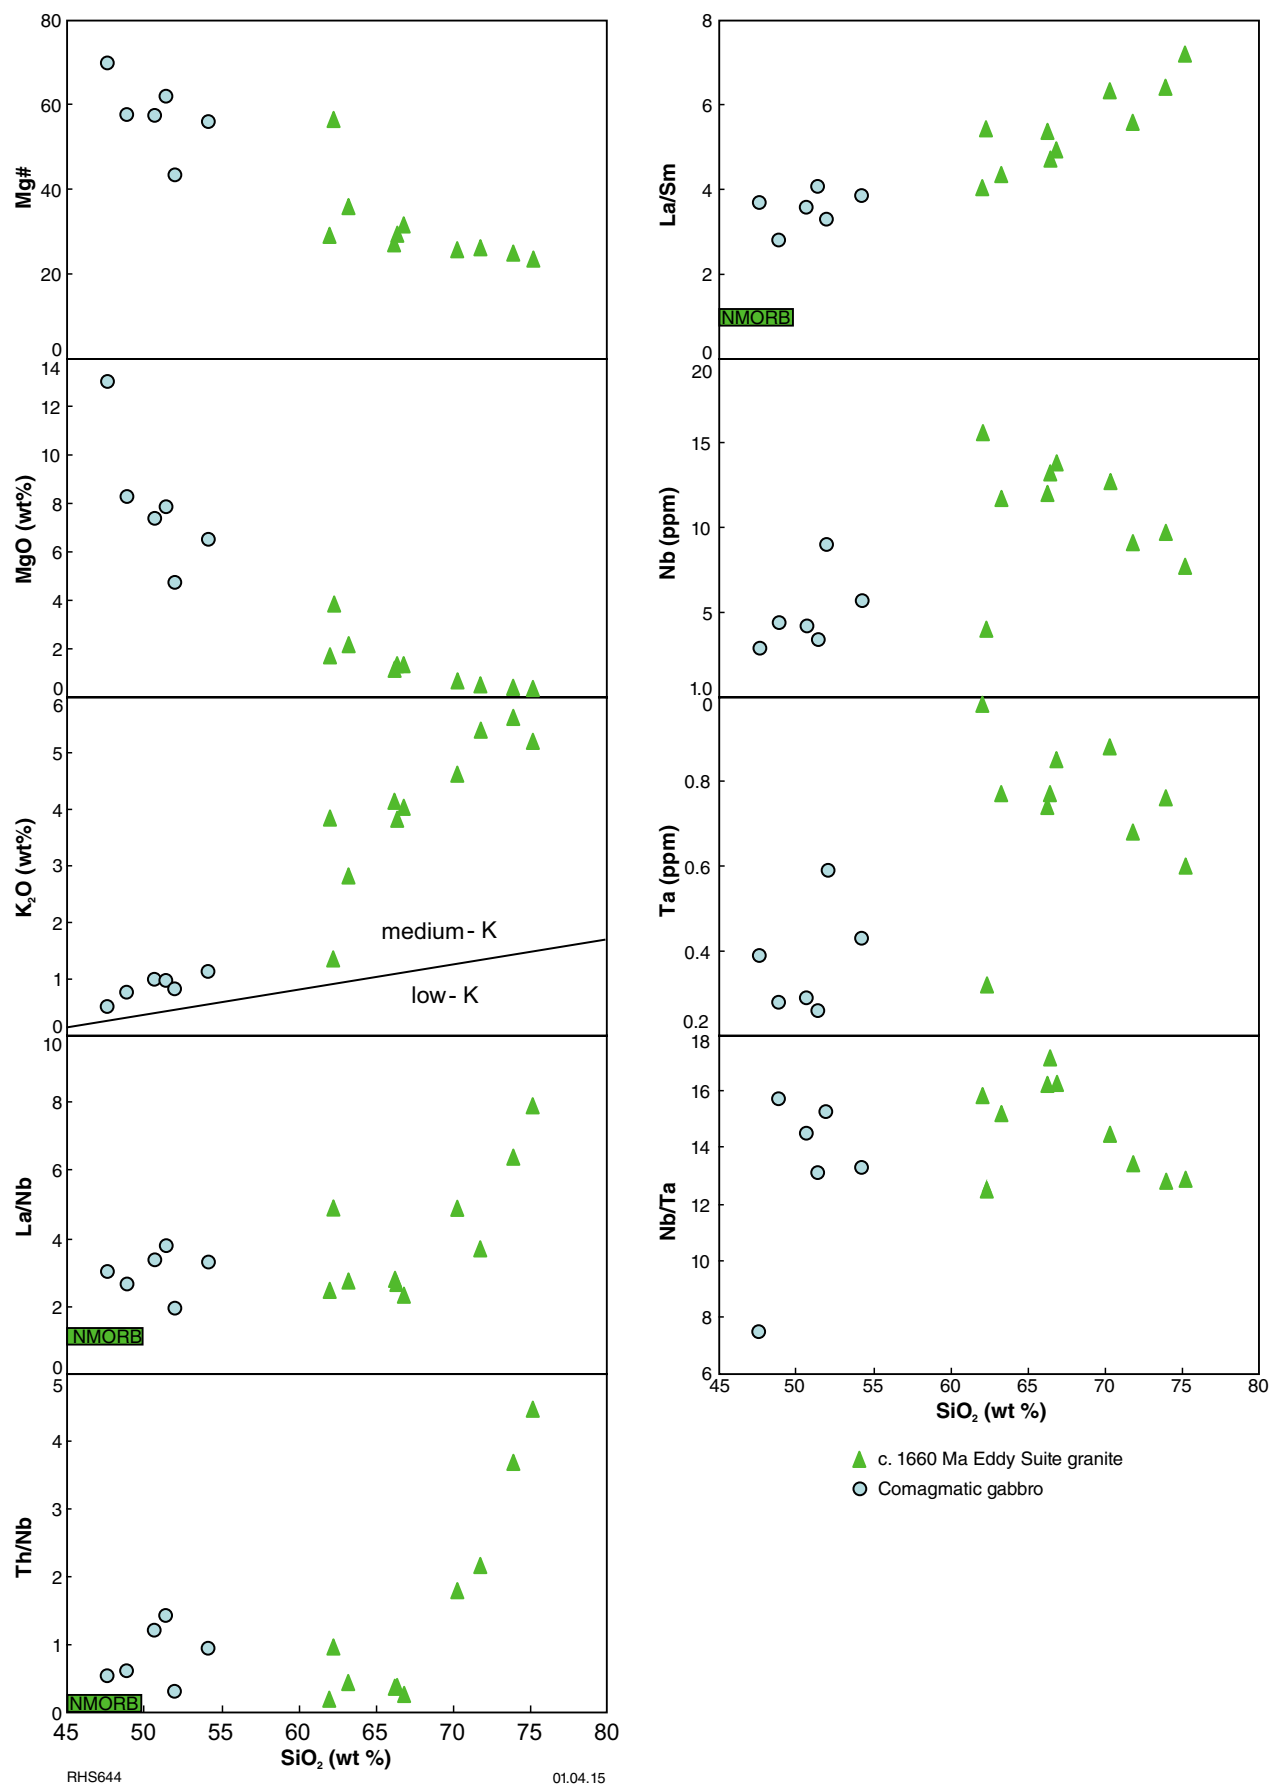 80
60
40
20
0
Mg#
14
12
10
8
6
4
2
0
MgO (wt%)
6
5
4
3
2
1
0
K₂O (wt%)
medium - K
low - K
10
8
6
4
2
0
La/Nb
NMORB
5
4
3
2
1
0
Th/Nb
NMORB
45 50 55 60 65 70 75 80
SiO₂ (wt %)
RHS644
01.04.15
8
6
4
2
0
La/Sm
NMORB
20
15
10
5
1.0
Nb (ppm)
0
0.8
0.6
0.4
0.2
Ta (ppm)
18
16
14
12
10
8
6
Nb/Ta
45 50 55 60 65 70 75 80
SiO₂ (wt %)
c. 1660 Ma Eddy Suite granite
Comagmatic gabbro